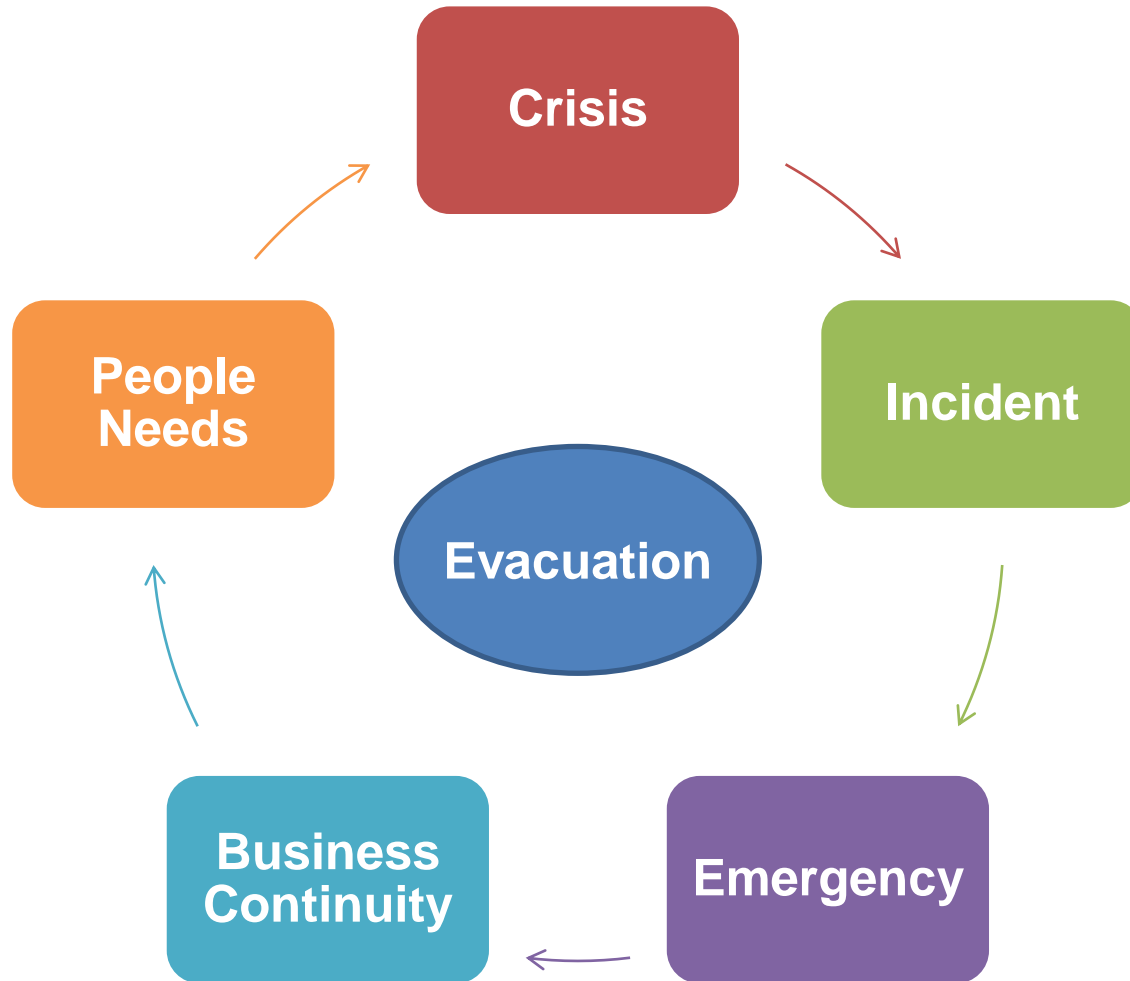 Crisis
Incident
Emergency
Business
Continuity
People
Needs
Evacuation